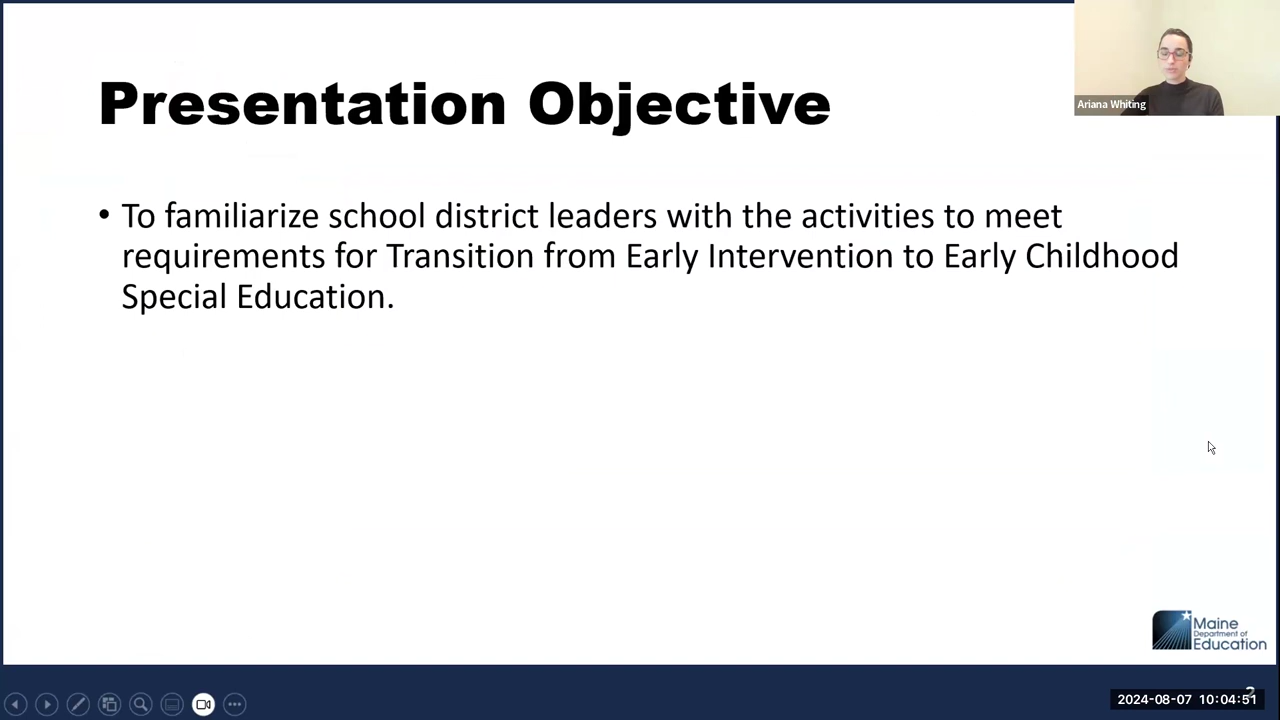 Presentation Objective
Ariana Whiting
• To familiarize school district leaders with the activities to meet
requirements for Transition from Early Intervention to Early Childhood
Special Education.
Maine
Department of
Education
2
2024-08-07 10:04:51